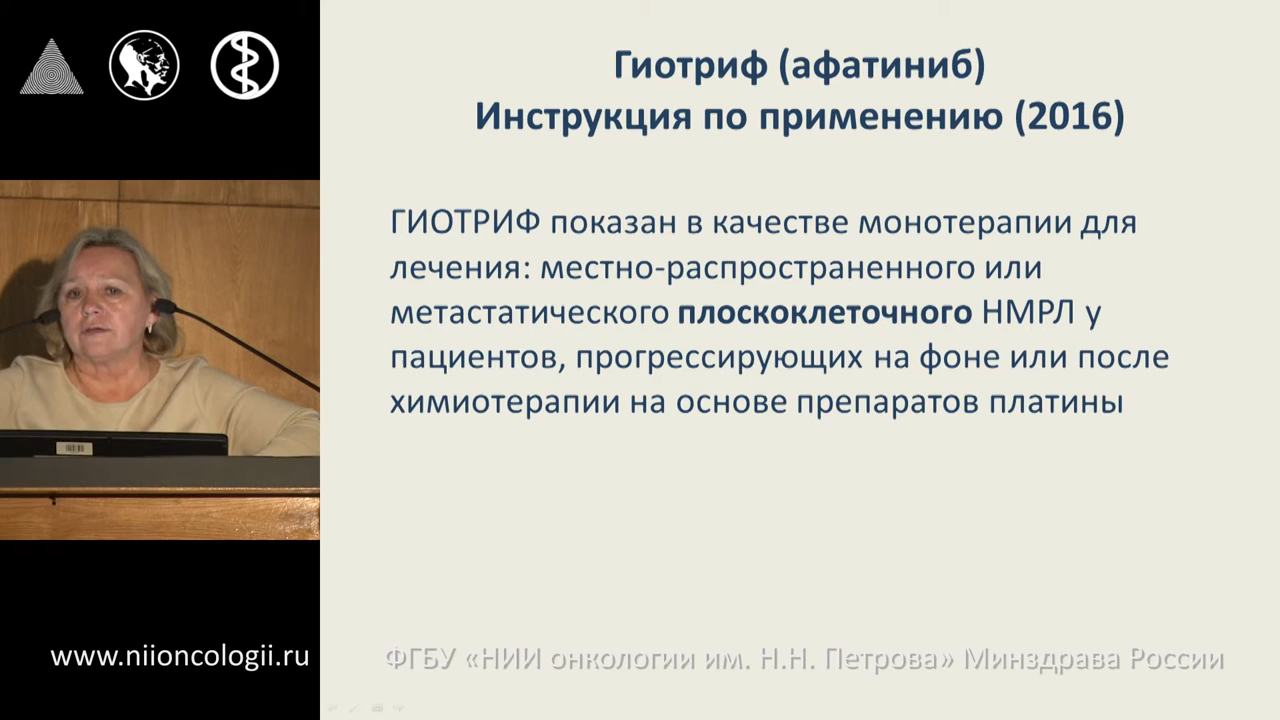 Гиотриф (афатиниб)
Инструкция по применению (2016)
ГИОТРИФ показан в качестве монотерапии для
лечения: местно-распространенного или
метастатического плоскоклеточного НМРЛ у
пациентов, прогрессирующих на фоне или после
химиотерапии на основе препаратов платины
www.niioncologii.ru
ФГБУ «НИИ онкологии им. Н.Н. Петрова» Минздрава России